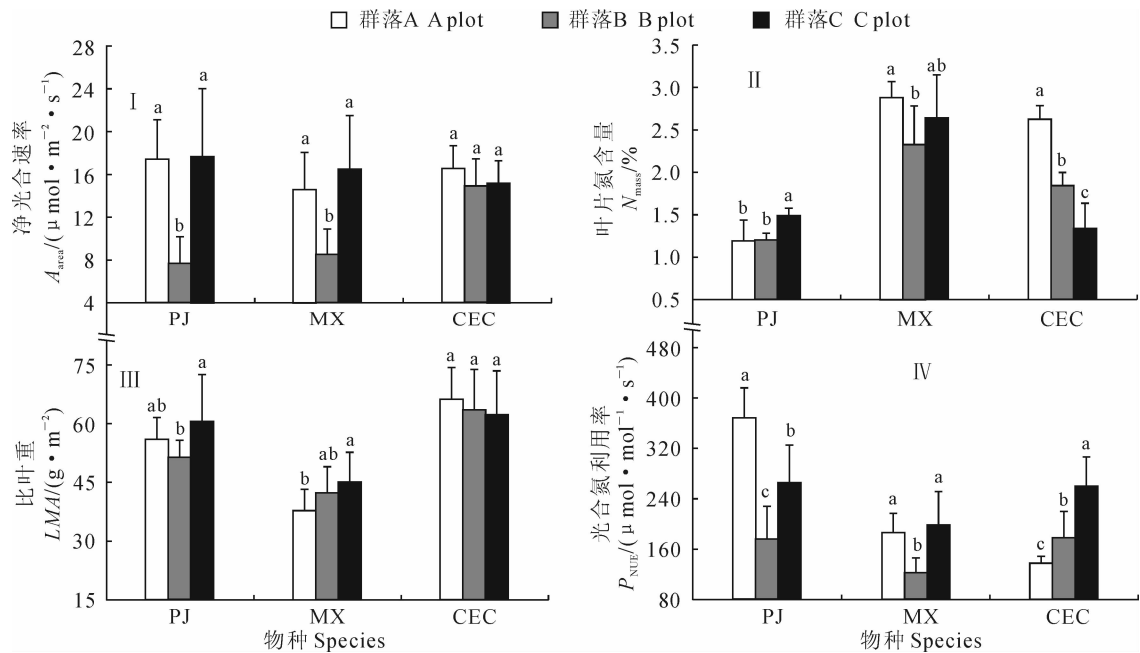 群落A A plot 群落B B plot 群落C C plot
净光合速率
A_area/(μmol·m⁻²·s⁻¹)
28
24
20
16
12
8
4
Ⅰ
a
b
a
a
b
a
a
a
a
PJ
MX
CEC
叶片氮含量
N_mass/%
3.5
3.0
2.5
2.0
1.5
1.0
0.5
Ⅱ
b
b
a
a
b
ab
a
b
c
PJ
MX
CEC
比叶重
LMA/(g·m⁻²)
75
60
45
30
15
Ⅲ
ab
b
a
b
ab
a
a
a
a
PJ
MX
CEC
物种 Species
光合氮利用率
P_NUE/(μmol·mol⁻¹·s⁻¹)
480
400
320
240
160
80
Ⅳ
a
c
b
a
b
a
c
b
a
PJ
MX
CEC
物种 Species